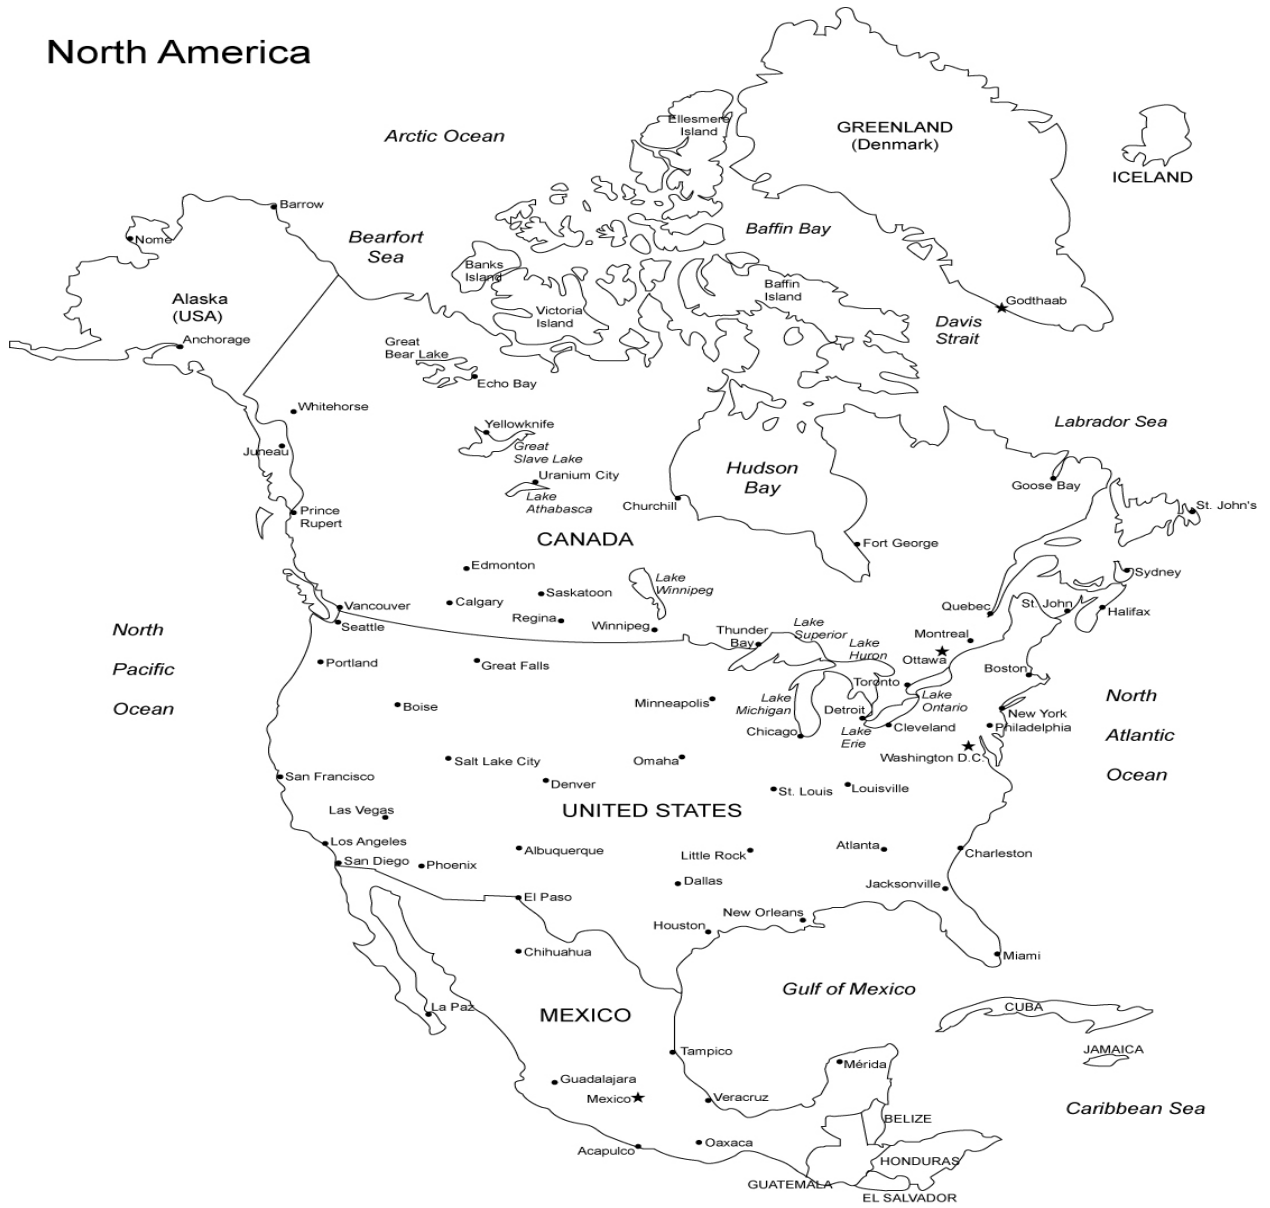 North America
Arctic Ocean
Ellesmere
Island
GREENLAND
(Denmark)
ICELAND
Barrow
Nome
Bearfort
Sea
Baffin Bay
Banks
Island
Baffin
Island
Alaska
(USA)
Victoria
Island
Godthaab
Davis
Strait
Anchorage
Great
Bear Lake
Echo Bay
Whitehorse
Labrador Sea
Yellowknife
Juneau
Great
Slave Lake
Hudson
Bay
Uranium City
Goose Bay
Lake
Athabasca
Churchill
St. John's
Prince
Rupert
CANADA
Fort George
Edmonton
Sydney
Lake
Winnipeg
Saskatoon
Calgary
Vancouver
Quebec
St. John
Halifax
Regina
Winnipeg
Seattle
Thunder
Bay
Lake
Superior
Montreal
North
Pacific
Ocean
Lake
Huron
Ottawa
Portland
Great Falls
Boston
Toronto
Minneapolis
Lake
Michigan
Lake
Ontario
North
Atlantic
Ocean
Boise
Detroit
New York
Chicago
Cleveland
Philadelphia
Lake
Erie
Salt Lake City
Omaha
Washington D.C.
San Francisco
Denver
St. Louis
Louisville
Las Vegas
UNITED STATES
Los Angeles
Albuquerque
Little Rock
Atlanta
Charleston
San Diego
Phoenix
Dallas
Jacksonville
El Paso
New Orleans
Houston
Chihuahua
Miami
Gulf of Mexico
La Paz
MEXICO
CUBA
Tampico
JAMAICA
Mérida
Guadalajara
Mexico
Veracruz
Caribbean Sea
BELIZE
Oaxaca
Acapulco
HONDURAS
GUATEMALA
EL SALVADOR